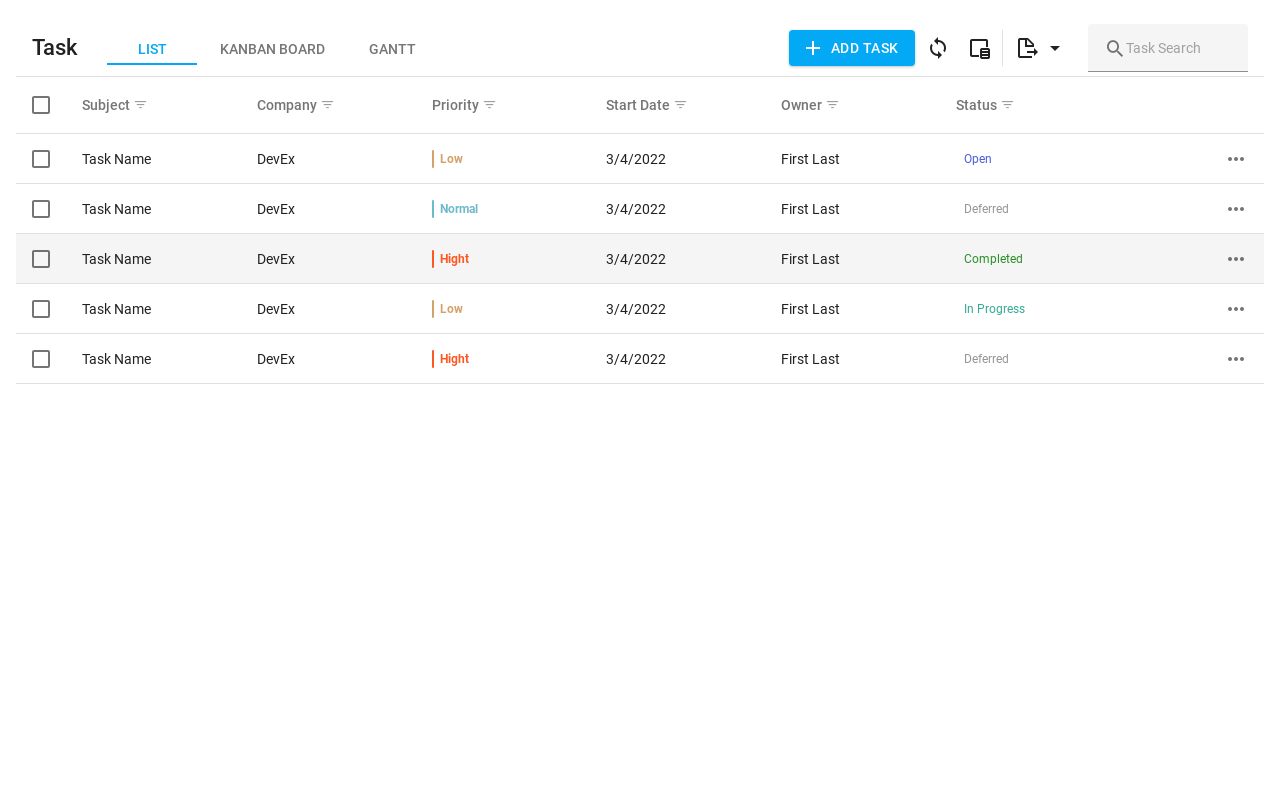 Task LIST KANBAN BOARD GANTT ADD TASK Task Search
Subject Company Priority Start Date Owner Status
Task Name DevEx Low 3/4/2022 First Last Open
Task Name DevEx Normal 3/4/2022 First Last Deferred
Task Name DevEx Hight 3/4/2022 First Last Completed
Task Name DevEx Low 3/4/2022 First Last In Progress
Task Name DevEx Hight 3/4/2022 First Last Deferred